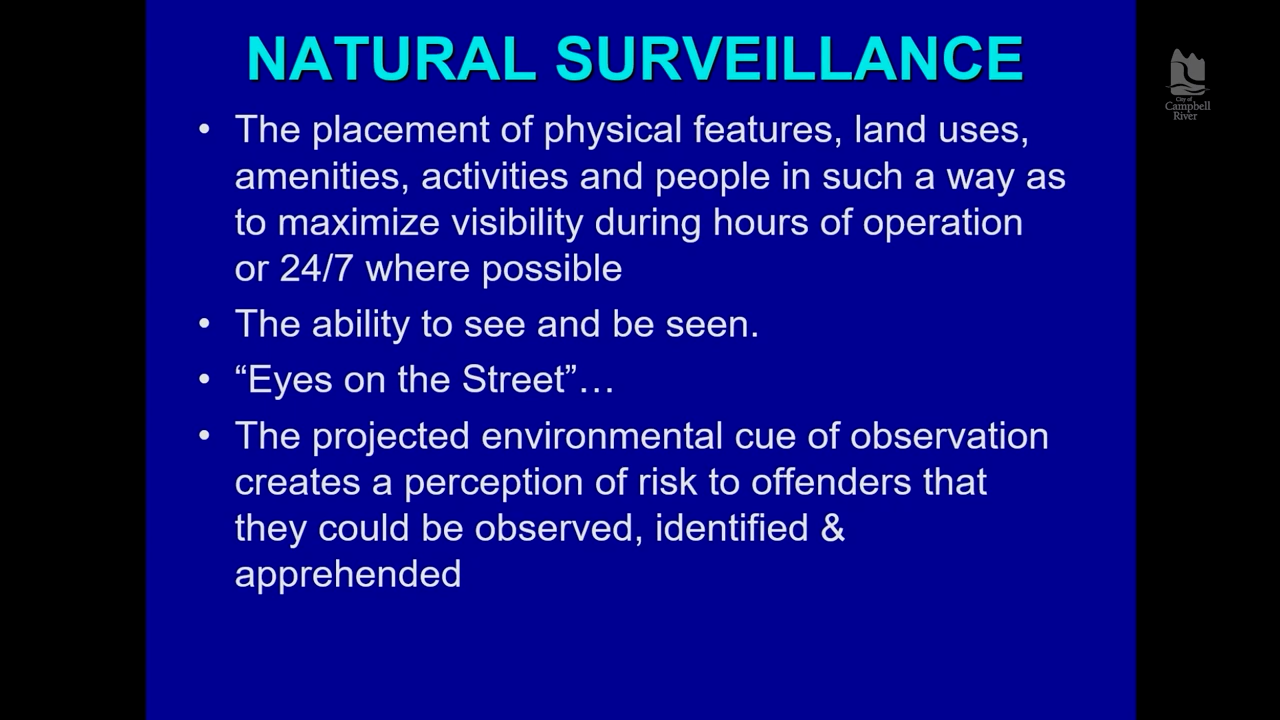 NATURAL SURVEILLANCE
• The placement of physical features, land uses,
amenities, activities and people in such a way as
to maximize visibility during hours of operation
or 24/7 where possible
• The ability to see and be seen.
• “Eyes on the Street”…
• The projected environmental cue of observation
creates a perception of risk to offenders that
they could be observed, identified &
apprehended
City of
Campbell
River